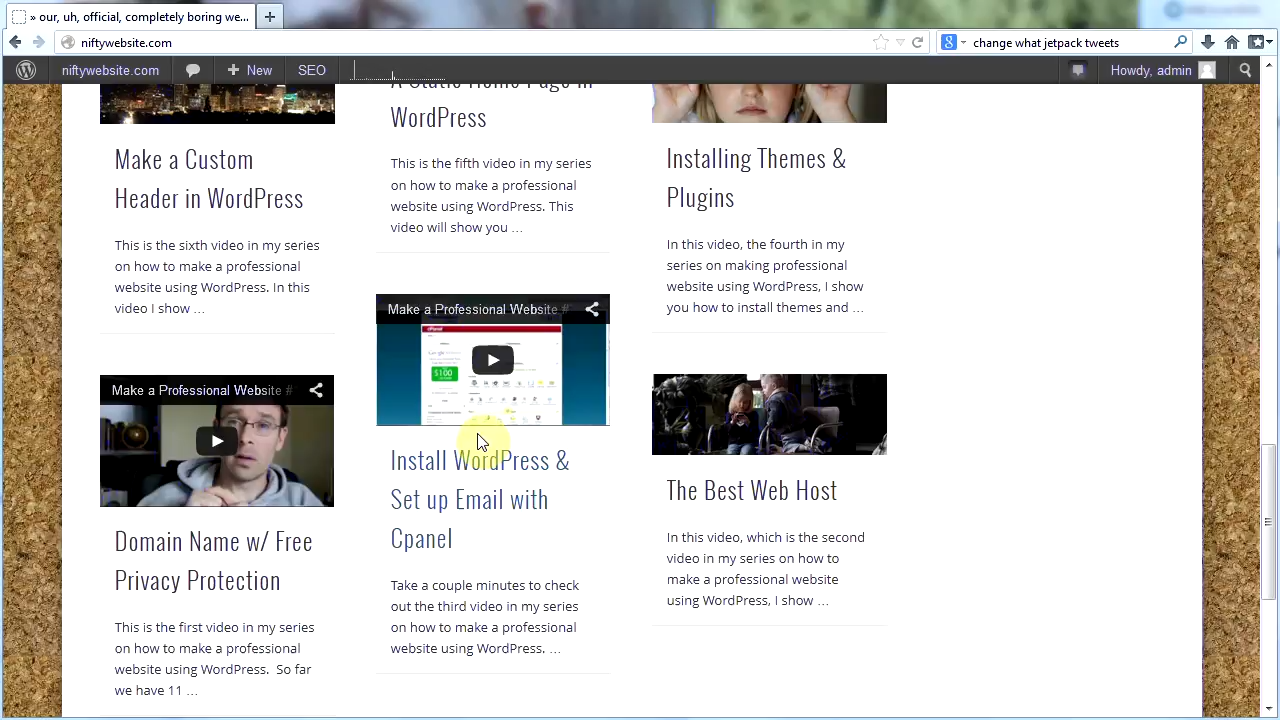 » our, uh, official, completely boring we...
niftywebsite.com
change what jetpack tweets
niftywebsite.com
New
SEO
Howdy, admin
Make a Custom
Header in WordPress
This is the sixth video in my series
on how to make a professional
website using WordPress. In this
video I show ...
Make a Professional Website #
Domain Name w/ Free
Privacy Protection
This is the first video in my series
on how to make a professional
website using WordPress.  So far
we have 11 ...
A Static Home Page in
WordPress
This is the fifth video in my series
on how to make a professional
website using WordPress. This
video will show you ...
Make a Professional Website #
$100
Install WordPress &
Set up Email with
Cpanel
Take a couple minutes to check
out the third video in my series
on how to make a professional
website using WordPress. ...
Installing Themes &
Plugins
In this video, the fourth in my
series on making professional
website using WordPress, I show
you how to install themes and ...
The Best Web Host
In this video, which is the second
video in my series on how to
make a professional website
using WordPress, I show ...